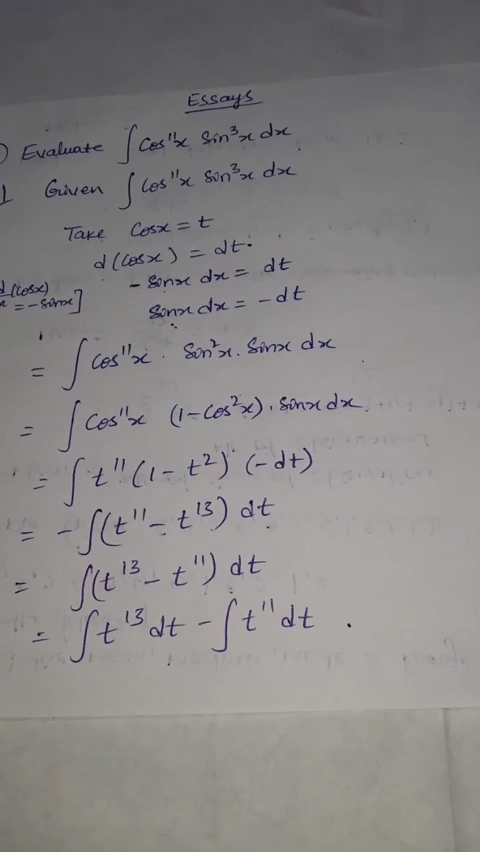 Essays
) Evaluate ∫ Cos¹¹x Sin³x dx
Given ∫ Cos¹¹x Sin³x dx
Take Cosx = t
d(cosx) = dt.
d(cosx)
= -sinx]
-sinx dx = dt
sinx dx = -dt
= ∫ Cos¹¹x . Sin²x . Sinx dx
= ∫ Cos¹¹x (1-Cos²x) . Sinx dx.
= ∫ t¹¹ (1-t²) (-dt)
= -∫(t¹¹ - t¹³) dt
= ∫(t¹³ - t¹¹) dt
= ∫ t¹³ dt - ∫ t¹¹ dt .